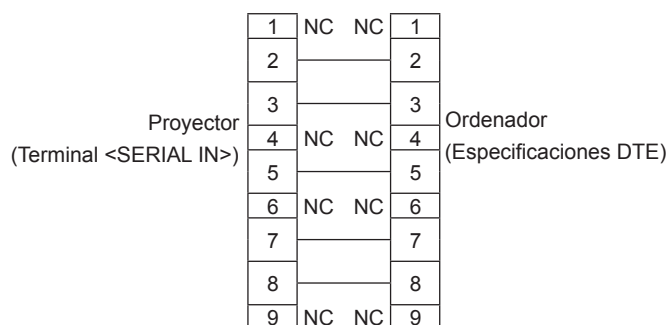 1 NC NC 1
2 2
3 3
Proyector
(Terminal <SERIAL IN>)
4 NC NC 4
Ordenador
(Especificaciones DTE)
5 5
6 NC NC 6
7 7
8 8
9 NC NC 9